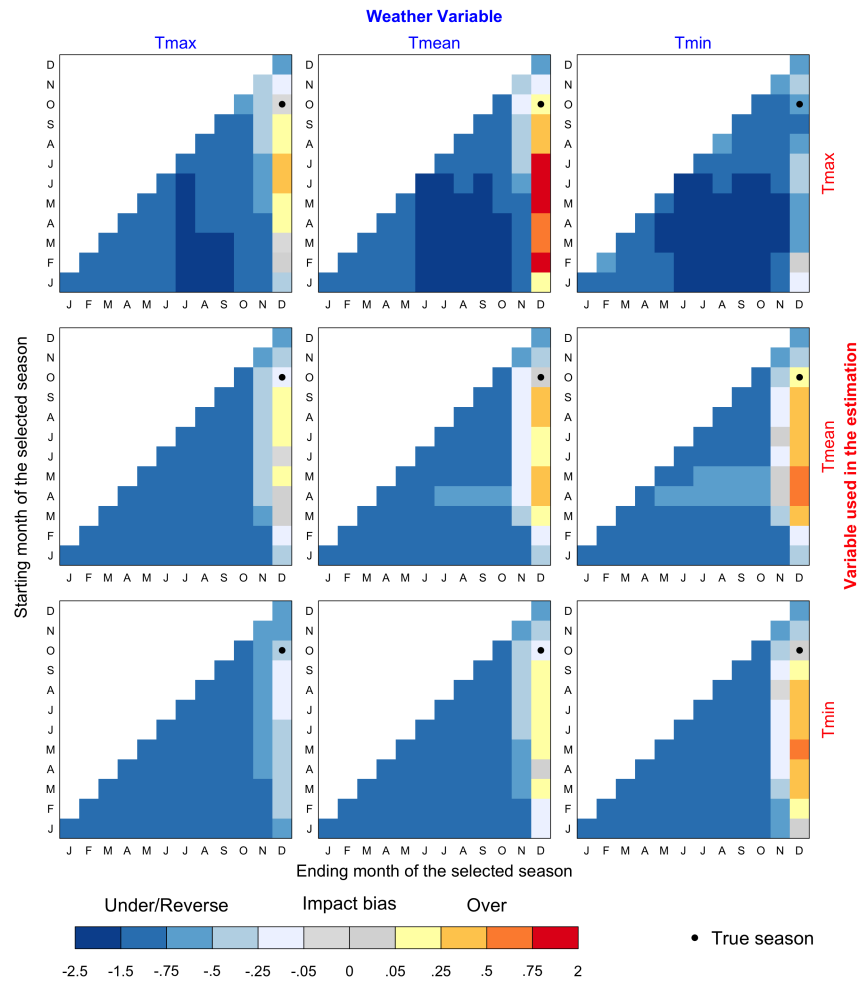 Weather Variable
Tmax Tmean Tmin
D D D
N N N
O O O
S S S
A A A
J J J
J J J
M M M
A A A
M M M
F F F
J J J
J F M A M J J A S O N D J F M A M J J A S O N D J F M A M J J A S O N D
Tmax
D D D
N N N
O O O
S S S
A A A
J J J
J J J
M M M
A A A
M M M
F F F
J J J
J F M A M J J A S O N D J F M A M J J A S O N D J F M A M J J A S O N D
Tmean
D D D
N N N
O O O
S S S
A A A
J J J
J J J
M M M
A A A
M M M
F F F
J J J
J F M A M J J A S O N D J F M A M J J A S O N D J F M A M J J A S O N D
Tmin
Starting month of the selected season
Variable used in the estimation
Ending month of the selected season
Under/Reverse Impact bias Over
-2.5 -1.5 -.75 -.5 -.25 -.05 0 .05 .25 .5 .75 2
True season